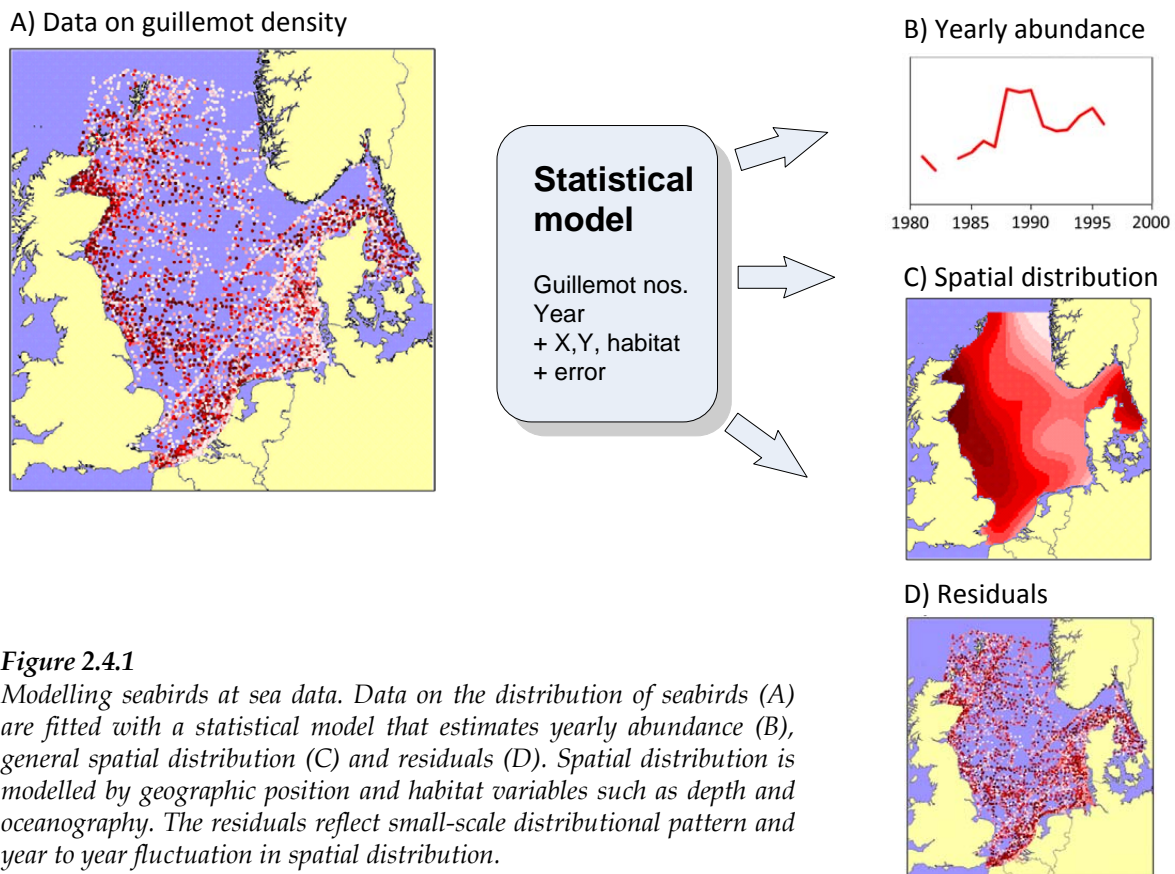 A) Data on guillemot density
Statistical
model
Guillemot nos.
Year
+ X,Y, habitat
+ error
B) Yearly abundance
1980 1985 1990 1995 2000
C) Spatial distribution
D) Residuals
Figure 2.4.1
Modelling seabirds at sea data. Data on the distribution of seabirds (A)
are fitted with a statistical model that estimates yearly abundance (B),
general spatial distribution (C) and residuals (D). Spatial distribution is
modelled by geographic position and habitat variables such as depth and
oceanography. The residuals reflect small-scale distributional pattern and
year to year fluctuation in spatial distribution.